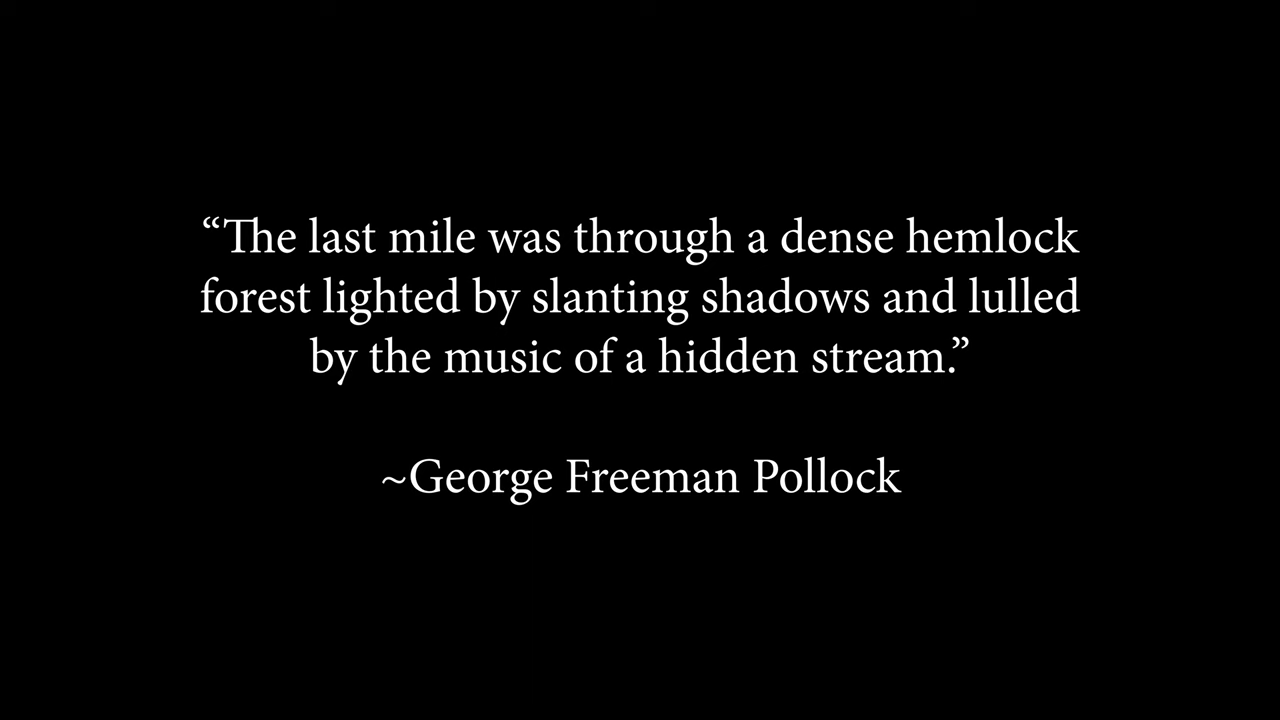 “The last mile was through a dense hemlock
forest lighted by slanting shadows and lulled
by the music of a hidden stream.”
~George Freeman Pollock